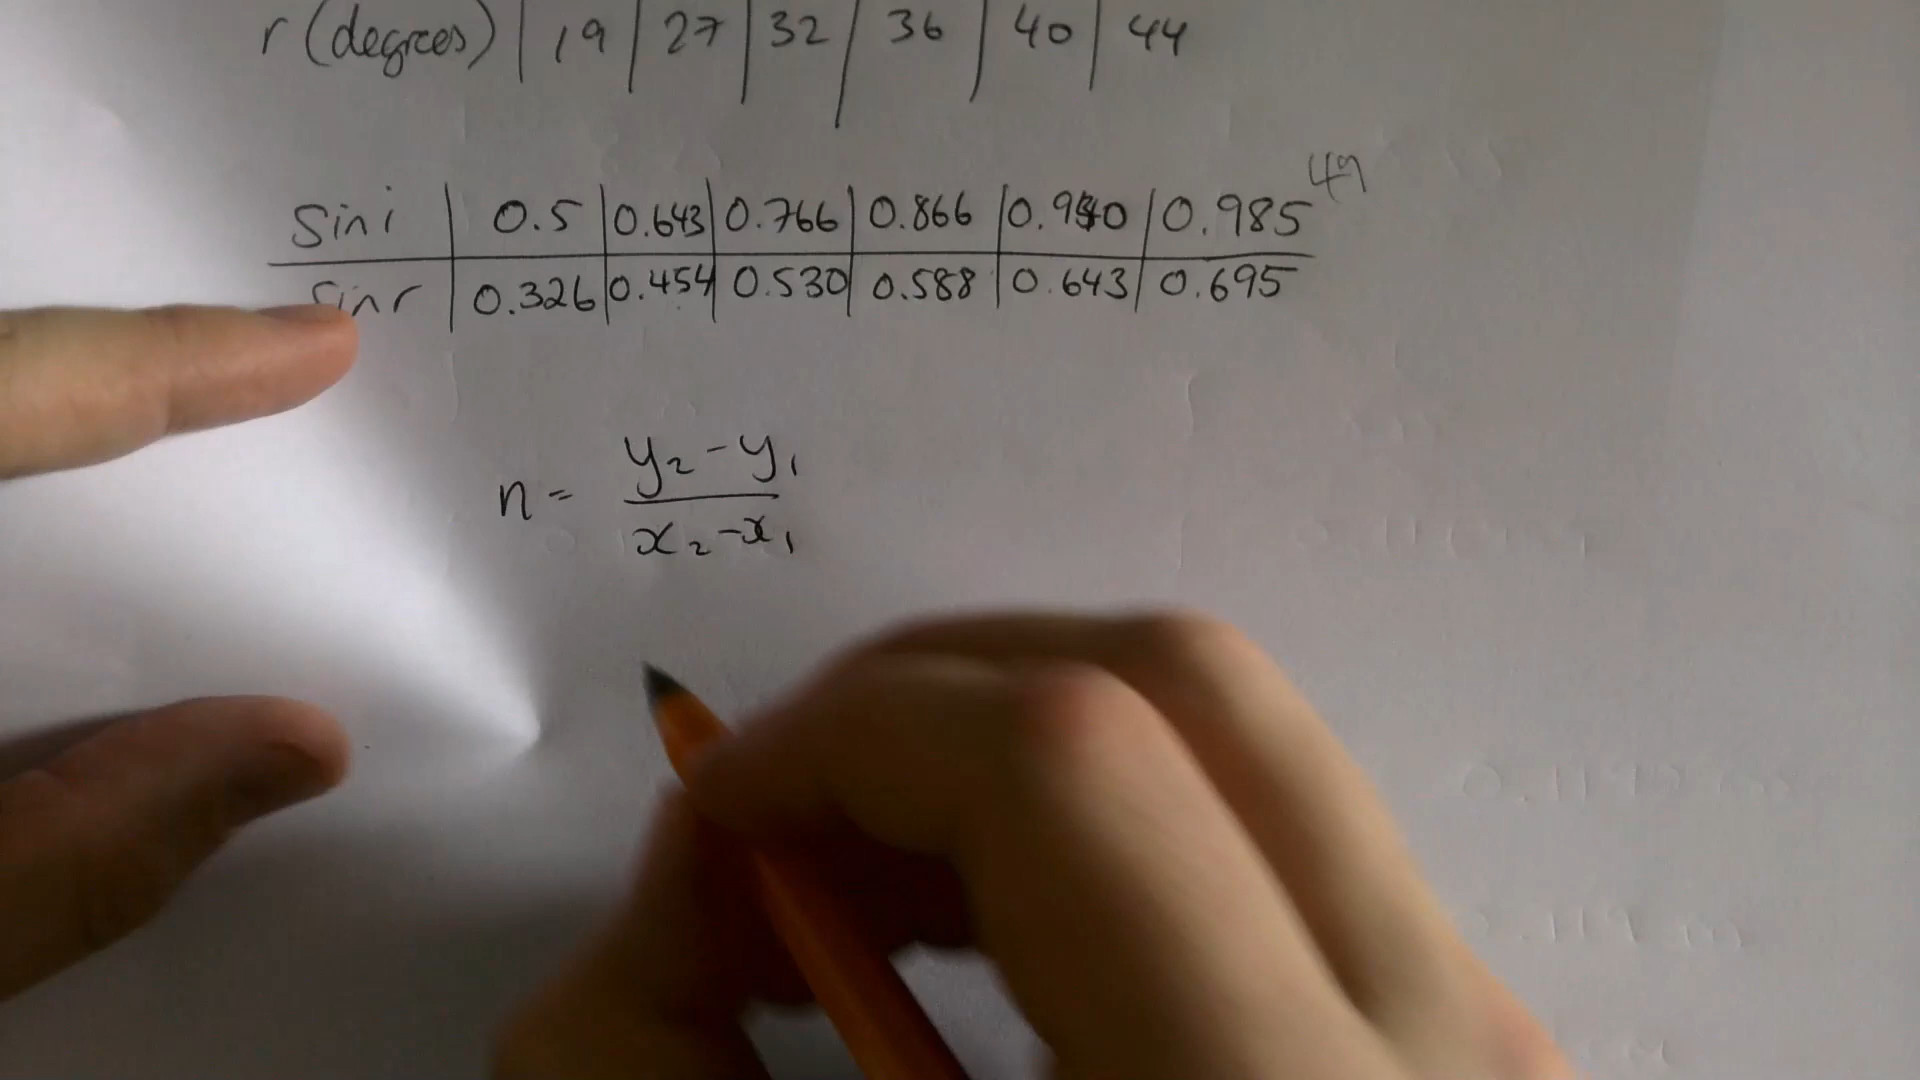 r (degrees) | 19 | 27 | 32 | 36 | 40 | 44
49
Sin i | 0.5 | 0.643 | 0.766 | 0.866 | 0.940 | 0.985
Sin r | 0.326 | 0.454 | 0.530 | 0.588 | 0.643 | 0.695
n = y₂-y₁
x₂-x₁